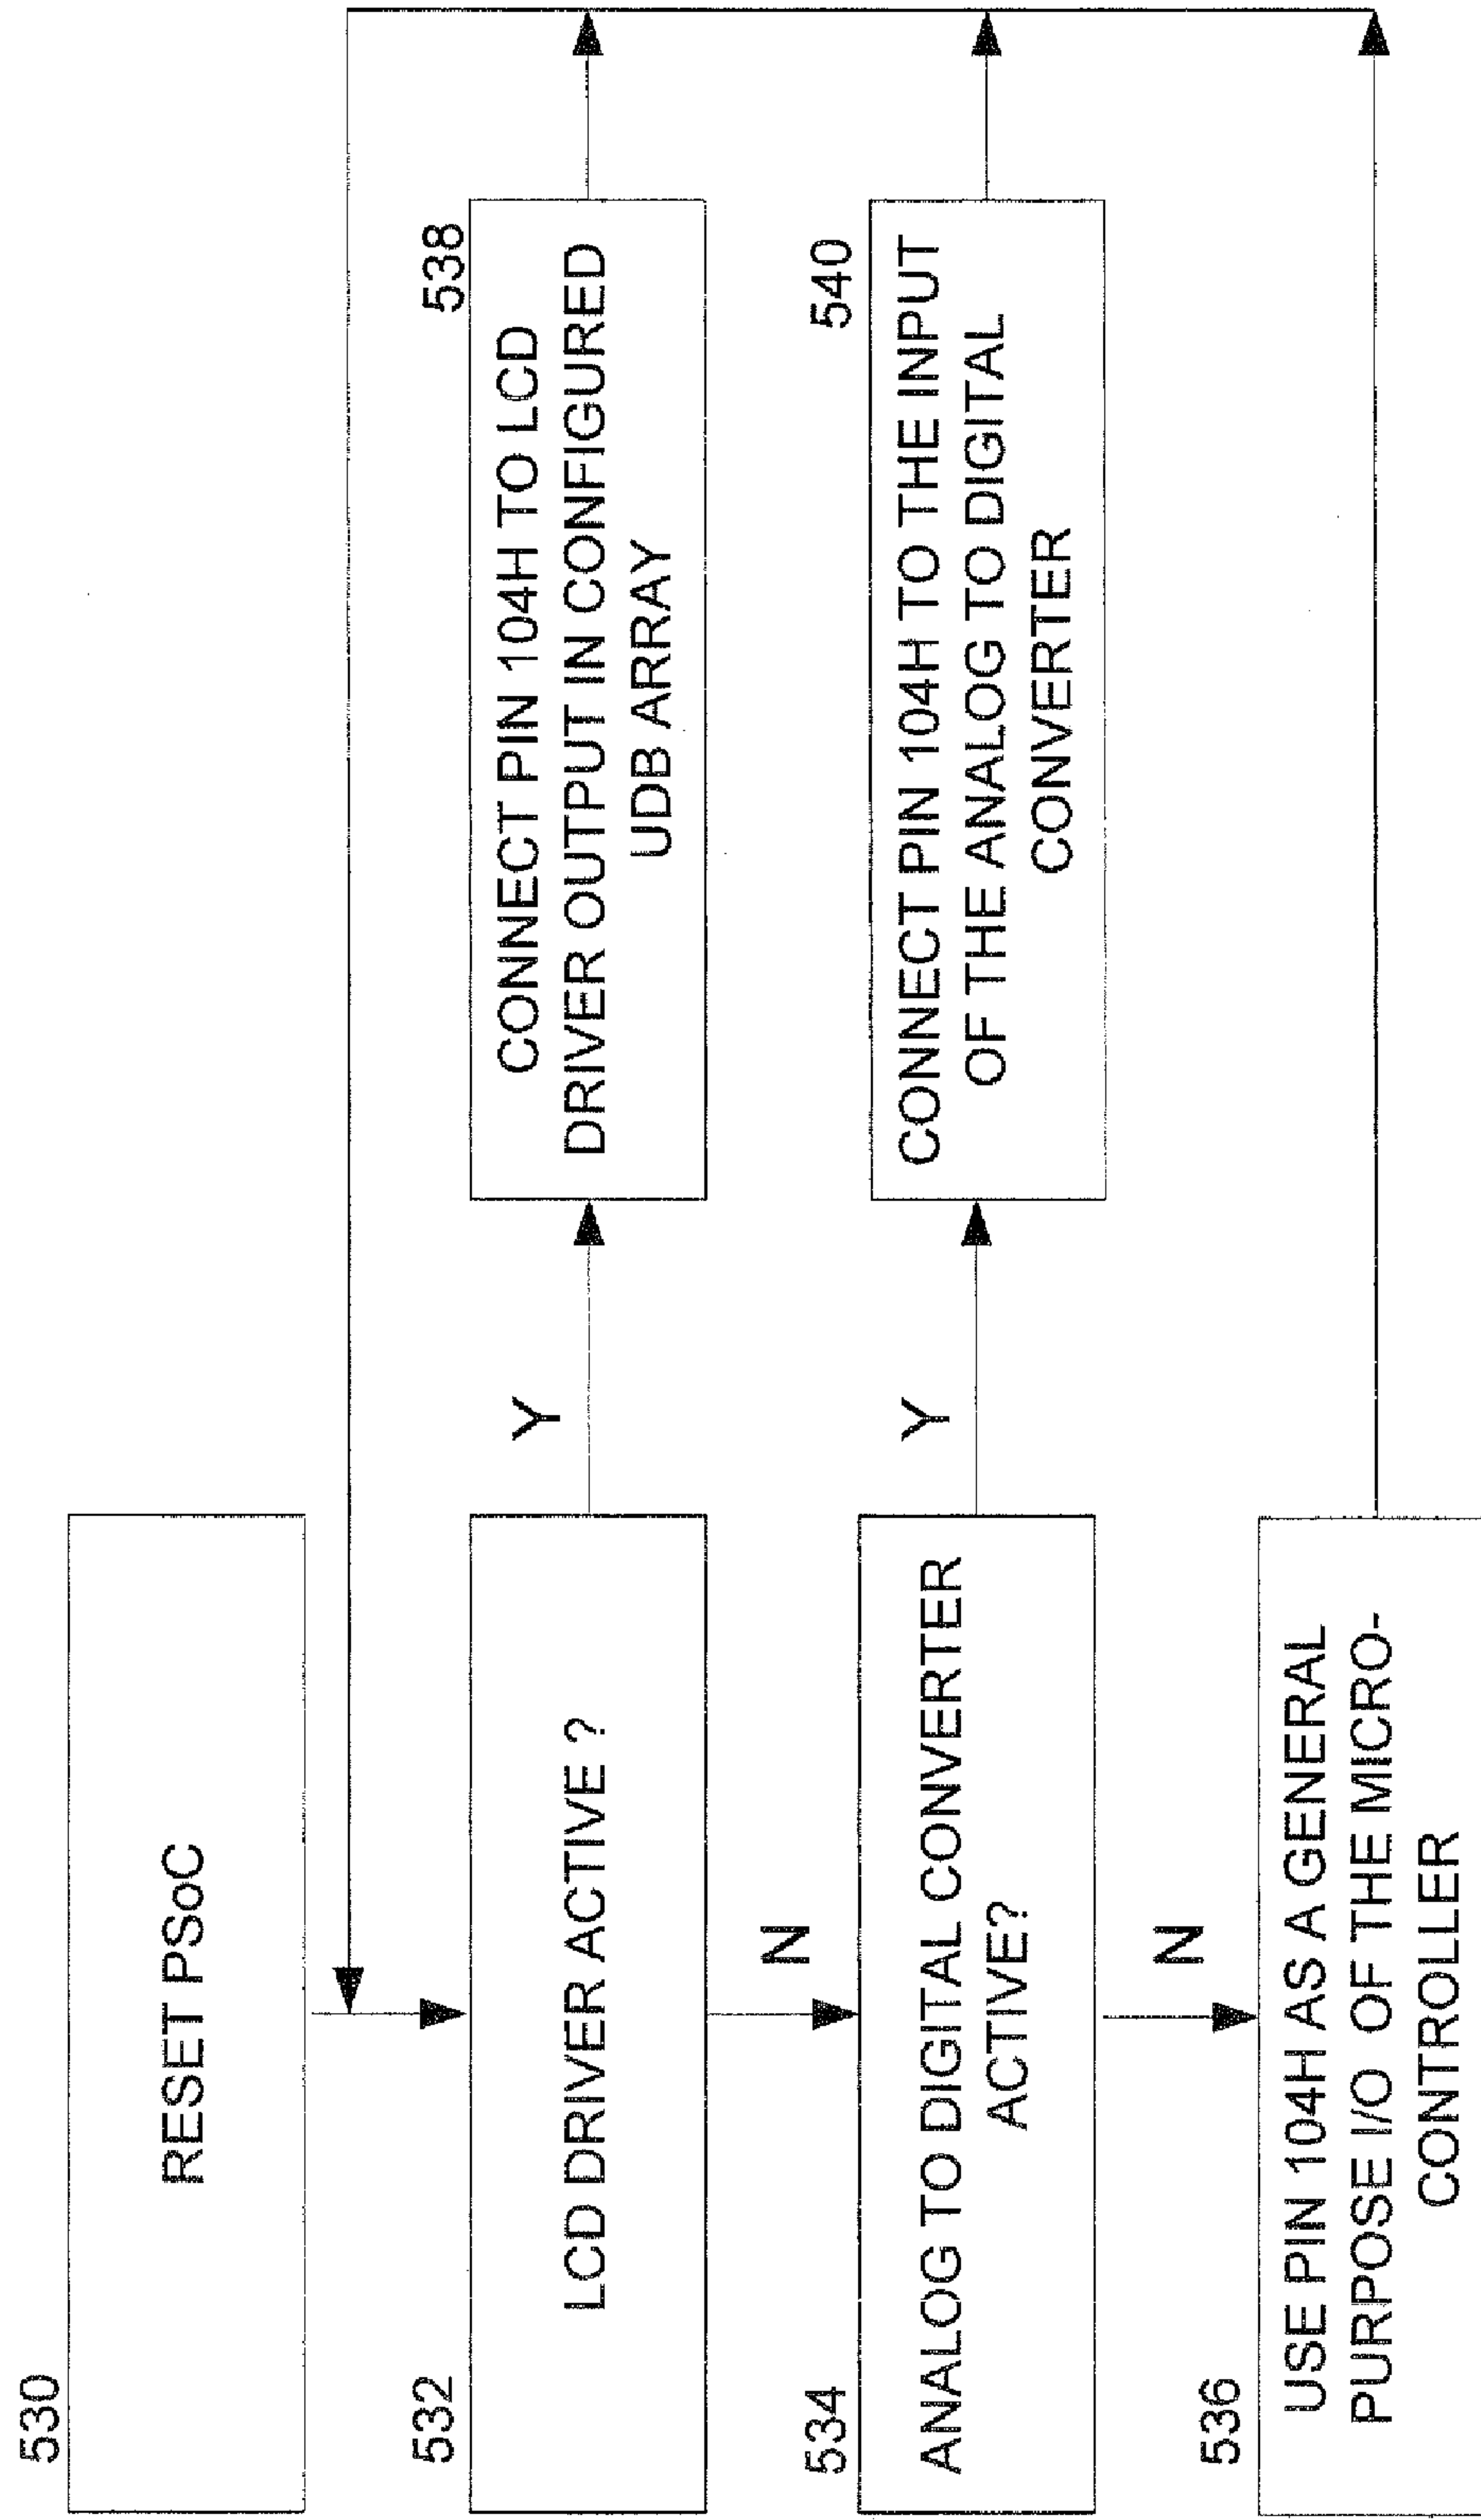 530
RESET PSoC
532
LCD DRIVER ACTIVE ?
Y
538
CONNECT PIN 104H TO LCD
DRIVER OUTPUT IN CONFIGURED
UDB ARRAY
N
534
ANALOG TO DIGITAL CONVERTER
ACTIVE?
Y
540
CONNECT PIN 104H TO THE INPUT
OF THE ANALOG TO DIGITAL
CONVERTER
N
536
USE PIN 104H AS A GENERAL
PURPOSE I/O OF THE MICRO-
CONTROLLER